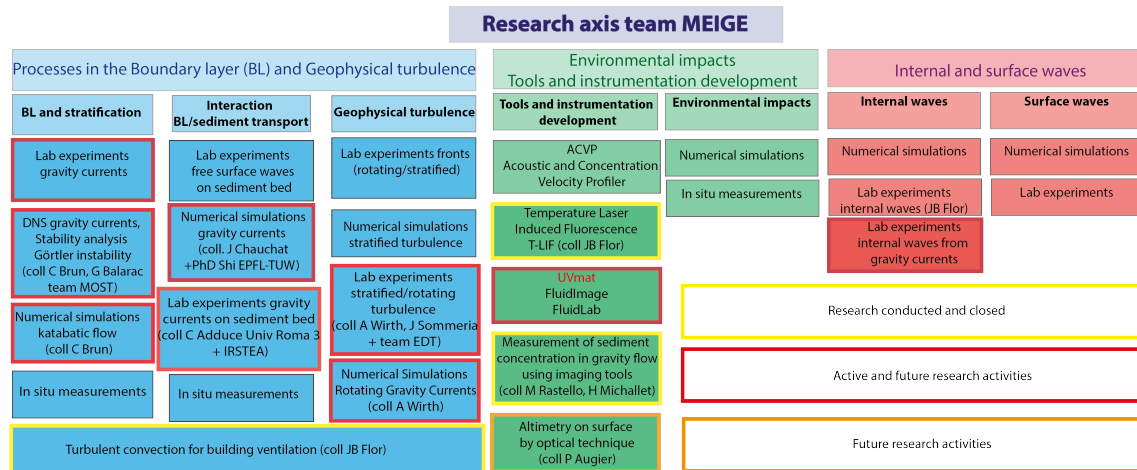 Research axis team MEIGE
Processes in the Boundary layer (BL) and Geophysical turbulence
BL and stratification
Lab experiments
gravity currents
DNS gravity currents,
Stability analysis
Görtler instability
(coll C Brun, G Balarac
team MOST)
Numerical simulations
katabatic flow
(coll C Brun)
In situ measurements
Interaction
BL/sediment transport
Lab experiments
free surface waves
on sediment bed
Numerical simulations
gravity currents
(coll. J Chauchat
+PhD Shi EPFL-TUW)
Lab experiments gravity
currents on sediment bed
(coll C Adduce Univ Roma 3
+ IRSTEA)
In situ measurements
Geophysical turbulence
Lab experiments fronts
(rotating/stratified)
Numerical simulations
stratified turbulence
Lab experiments
stratified/rotating
turbulence
(coll A Wirth, J Sommeria
+ team EDT)
Numerical Simulations
Rotating Gravity Currents
(coll A Wirth)
Turbulent convection for building ventilation (coll JB Flor)
Environmental impacts
Tools and instrumentation development
Tools and instrumentation
development
ACVP
Acoustic and Concentration
Velocity Profiler
Temperature Laser
Induced Fluorescence
T-LIF (coll JB Flor)
UVmat
FluidImage
FluidLab
Measurement of sediment
concentration in gravity flow
using imaging tools
(coll M Rastello, H Michallet)
Altimetry on surface
by optical technique
(coll P Augier)
Environmental impacts
Numerical simulations
In situ measurements
Internal and surface waves
Internal waves
Numerical simulations
Lab experiments
internal waves (JB Flor)
Lab experiments
internal waves from
gravity currents
Surface waves
Numerical simulations
Lab experiments
Research conducted and closed
Active and future research activities
Future research activities